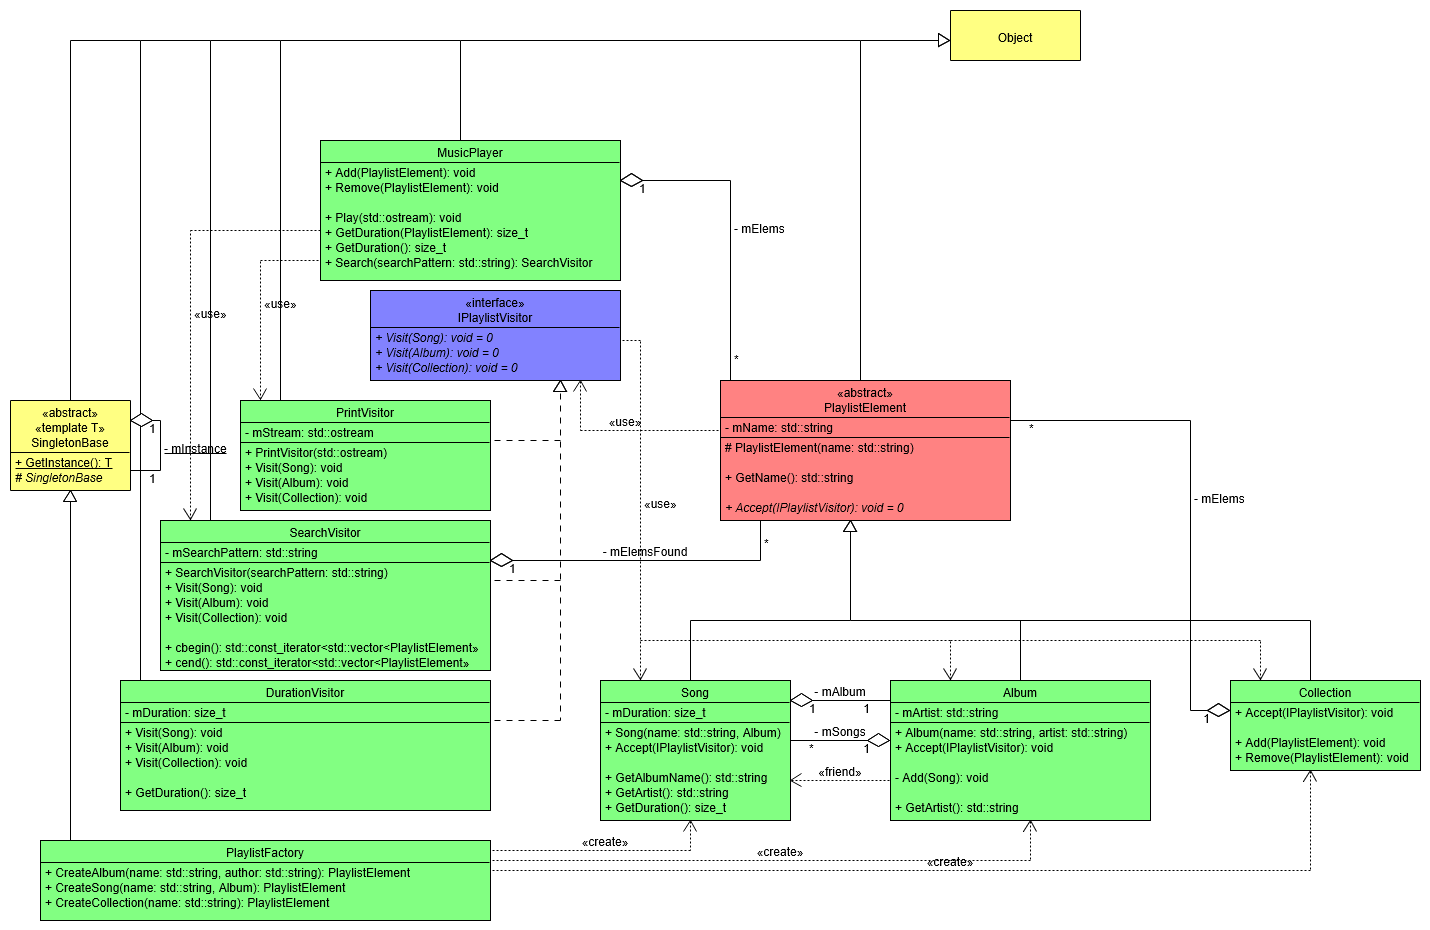 Object
MusicPlayer
+ Add(PlaylistElement): void
+ Remove(PlaylistElement): void
+ Play(std::ostream): void
+ GetDuration(PlaylistElement): size_t
+ GetDuration(): size_t
+ Search(searchPattern: std::string): SearchVisitor
1
- mElems
*
«use»
«use»
«interface»
IPlaylistVisitor
+ Visit(Song): void = 0
+ Visit(Album): void = 0
+ Visit(Collection): void = 0
«abstract»
PlaylistElement
- mName: std::string
# PlaylistElement(name: std::string)
+ GetName(): std::string
+ Accept(IPlaylistVisitor): void = 0
«use»
«use»
*
- mElems
1
«abstract»
«template T»
SingletonBase
+ GetInstance(): T
# SingletonBase
1
- mInstance
1
PrintVisitor
- mStream: std::ostream
+ PrintVisitor(std::ostream)
+ Visit(Song): void
+ Visit(Album): void
+ Visit(Collection): void
SearchVisitor
- mSearchPattern: std::string
+ SearchVisitor(searchPattern: std::string)
+ Visit(Song): void
+ Visit(Album): void
+ Visit(Collection): void
+ cbegin(): std::const_iterator<std::vector<PlaylistElement»
+ cend(): std::const_iterator<std::vector<PlaylistElement»
1
- mElemsFound
*
DurationVisitor
- mDuration: size_t
+ Visit(Song): void
+ Visit(Album): void
+ Visit(Collection): void
+ GetDuration(): size_t
Song
- mDuration: size_t
+ Song(name: std::string, Album)
+ Accept(IPlaylistVisitor): void
+ GetAlbumName(): std::string
+ GetArtist(): std::string
+ GetDuration(): size_t
- mAlbum
1
1
- mSongs
*
1
«friend»
Album
- mArtist: std::string
+ Album(name: std::string, artist: std::string)
+ Accept(IPlaylistVisitor): void
- Add(Song): void
+ GetArtist(): std::string
Collection
+ Accept(IPlaylistVisitor): void
+ Add(PlaylistElement): void
+ Remove(PlaylistElement): void
PlaylistFactory
+ CreateAlbum(name: std::string, author: std::string): PlaylistElement
+ CreateSong(name: std::string, Album): PlaylistElement
+ CreateCollection(name: std::string): PlaylistElement
«create»
«create»
«create»